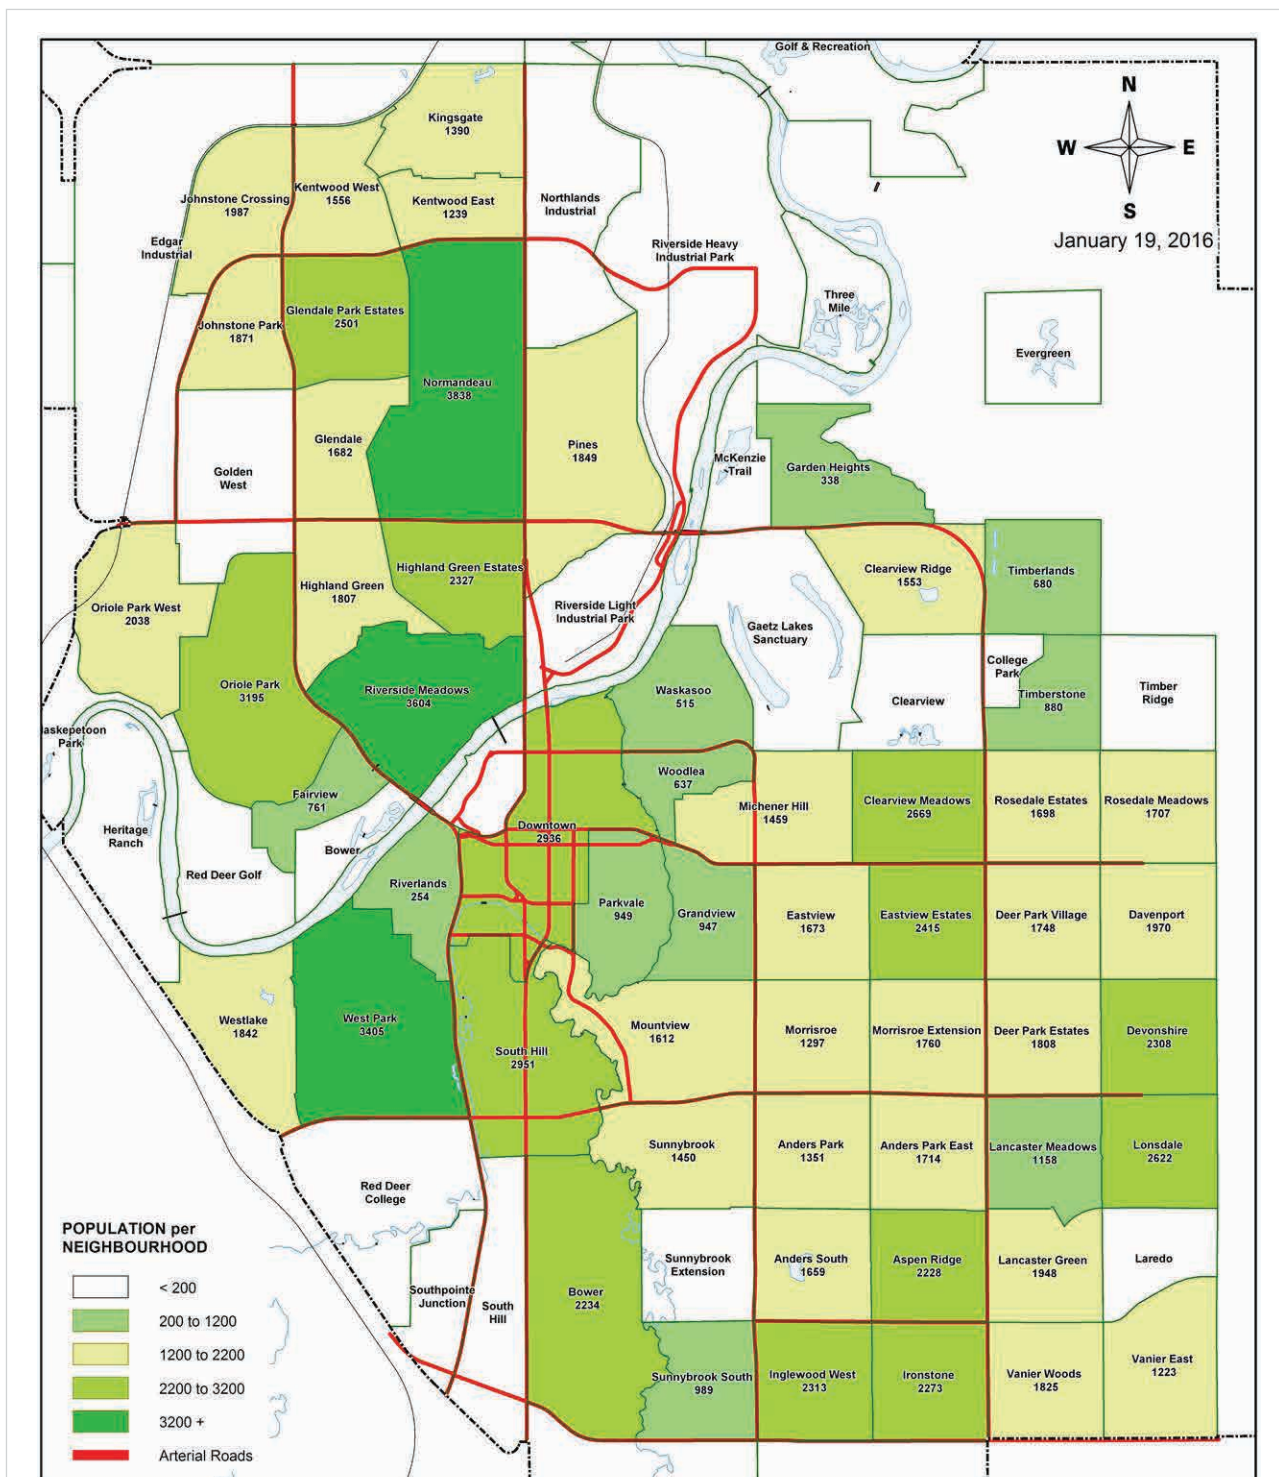 Golf & Recreation
N
W E
S
January 19, 2016
Kingsgate
1390
Kentwood West
1556
Johnstone Crossing
1987
Kentwood East
1239
Northlands
Industrial
Edgar
Industrial
Riverside Heavy
Industrial Park
Three
Mile
Glendale Park Estates
2501
Johnstone Park
1871
Evergreen
Normandeau
3838
Glendale
1682
Pines
1849
McKenzie
Trail
Garden Heights
338
Golden
West
Highland Green Estates
2327
Clearview Ridge
1553
Timberlands
680
Highland Green
1807
Oriole Park West
2038
Riverside Light
Industrial Park
Gaetz Lakes
Sanctuary
College
Park
Oriole Park
3195
Riverside Meadows
3604
Waskasoo
515
Clearview
Timberstone
880
Timber
Ridge
askepetoon
Park
Woodlea
637
Fairview
761
Michener Hill
1459
Clearview Meadows
2669
Rosedale Estates
1698
Rosedale Meadows
1707
Heritage
Ranch
Downtown
2936
Bower
Red Deer Golf
Riverlands
254
Parkvale
949
Grandview
947
Eastview
1673
Eastview Estates
2415
Deer Park Village
1748
Davenport
1970
Westlake
1842
West Park
3405
Mountview
1612
Morrisroe
1297
Morrisroe Extension
1760
Deer Park Estates
1808
Devonshire
2308
South Hill
2951
Sunnybrook
1450
Anders Park
1351
Anders Park East
1714
Lancaster Meadows
1158
Lonsdale
2622
Red Deer
College
Sunnybrook
Extension
Anders South
1659
Aspen Ridge
2228
Lancaster Green
1948
Laredo
Southpointe
Junction
South
Hill
Bower
2234
Sunnybrook South
989
Inglewood West
2313
Ironstone
2273
Vanier Woods
1825
Vanier East
1223
POPULATION per
NEIGHBOURHOOD
< 200
200 to 1200
1200 to 2200
2200 to 3200
3200 +
Arterial Roads